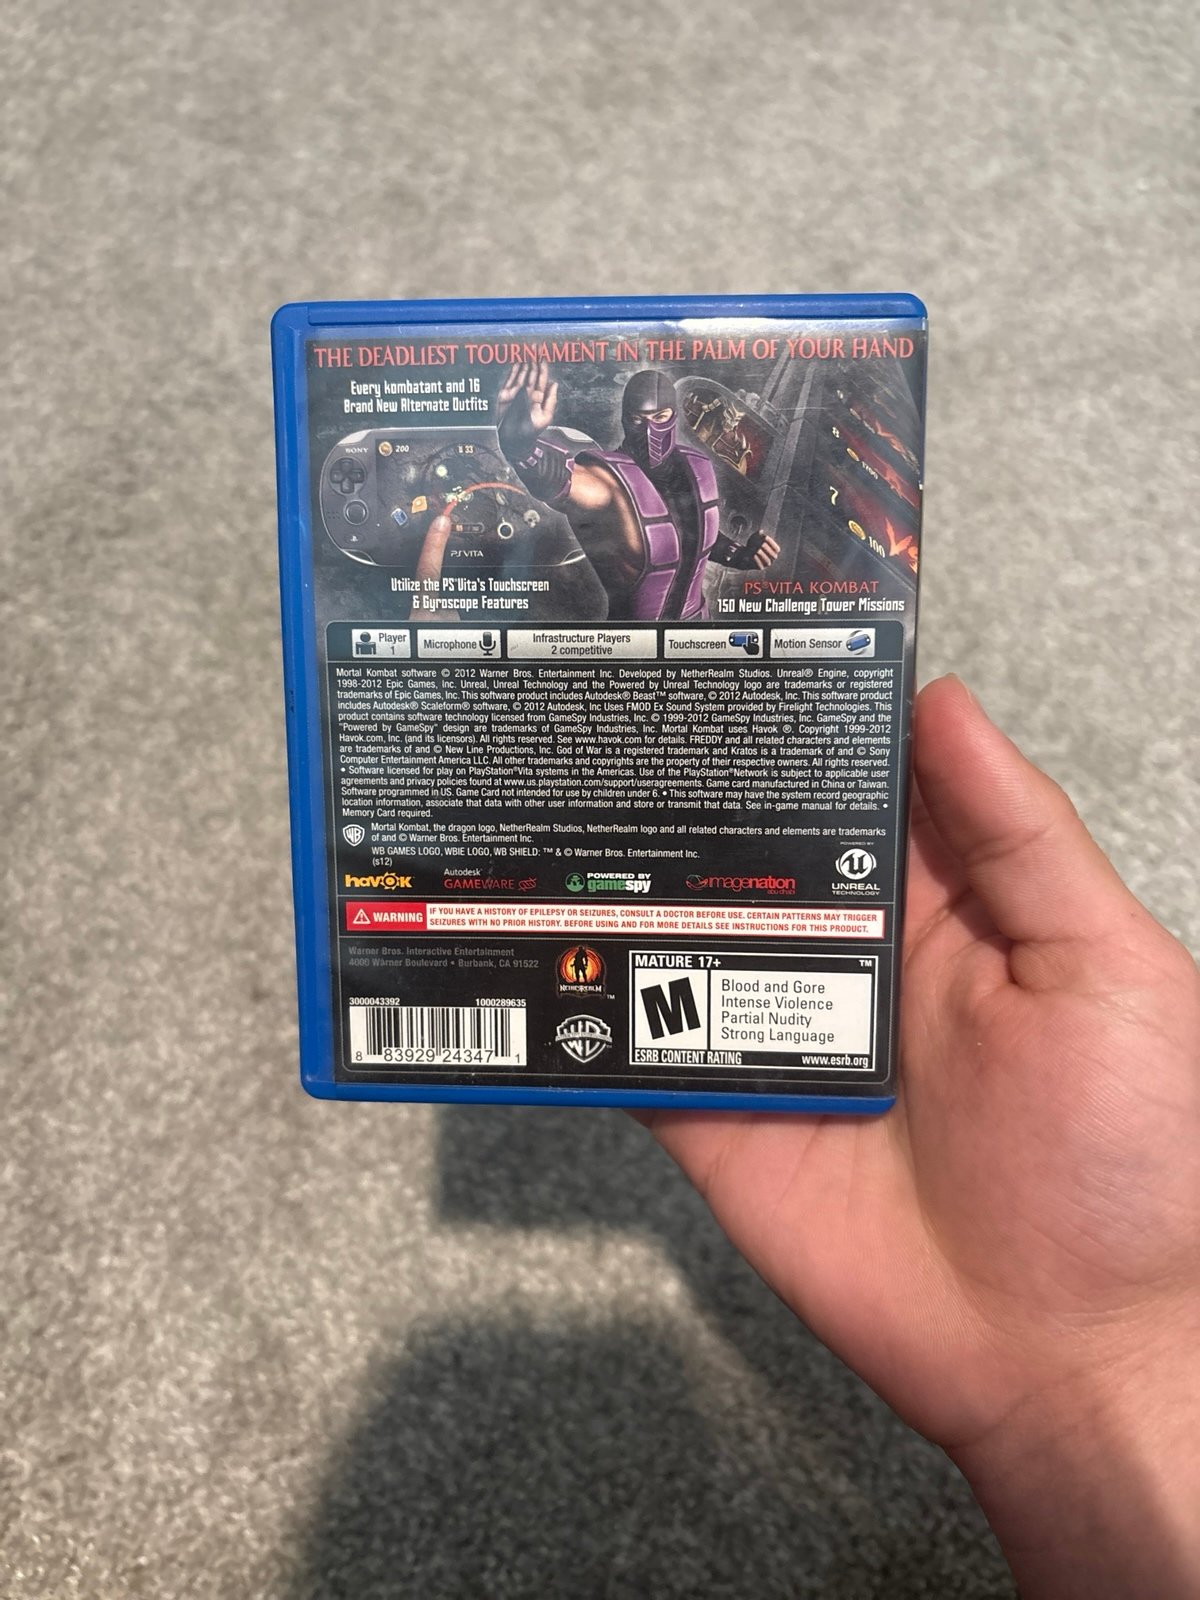 THE DEADLIEST TOURNAMENT IN THE PALM OF YOUR HAND
Every kombatant and 16
Brand New Alternate Outfits
SONY
200
33
8
1700
7
100
VS
PSVITA
Utilize the PS Vita's Touchscreen
& Gyroscope Features
PS®VITA KOMBAT
150 New Challenge Tower Missions
Player
1
Microphone
Infrastructure Players
2 competitive
Touchscreen
Motion Sensor
Mortal Kombat software © 2012 Warner Bros. Entertainment Inc. Developed by NetherRealm Studios. Unreal® Engine, copyright
1998-2012 Epic Games, Inc. Unreal, Unreal Technology and the Powered by Unreal Technology logo are trademarks or registered
trademarks of Epic Games, Inc. This software product includes Autodesk® Beast™ software, © 2012 Autodesk, Inc. This software product
includes Autodesk® Scaleform® software, © 2012 Autodesk, Inc Uses FMOD Ex Sound System provided by Firelight Technologies. This
product contains software technology licensed from GameSpy Industries, Inc. © 1999-2012 GameSpy Industries, Inc. GameSpy and the
"Powered by GameSpy" design are trademarks of GameSpy Industries, Inc. Mortal Kombat uses Havok ®. Copyright 1999-2012
Havok.com, Inc. (and its licensors). All rights reserved. See www.havok.com for details. FREDDY and all related characters and elements
are trademarks of and © New Line Productions, Inc. God of War is a registered trademark and Kratos is a trademark of and © Sony
Computer Entertainment America LLC. All other trademarks and copyrights are the property of their respective owners. All rights reserved.
• Software licensed for play on PlayStation®Vita systems in the Americas. Use of the PlayStation®Network is subject to applicable user
agreements and privacy policies found at www.us.playstation.com/support/useragreements. Game card manufactured in China or Taiwan.
Software programmed in US. Game Card not intended for use by children under 6. • This software may have the system record geographic
location information, associate that data with other user information and store or transmit that data. See in-game manual for details. •
Memory Card required.
Mortal Kombat, the dragon logo, NetherRealm Studios, NetherRealm logo and all related characters and elements are trademarks
of and © Warner Bros. Entertainment Inc.
WB GAMES LOGO, WBIE LOGO, WB SHIELD: ™ & © Warner Bros. Entertainment Inc.
(s12)
havok
Autodesk®
GAMEWARE
POWERED BY
gamespy
imagenation
abu dhabi
POWERED BY
UNREAL
TECHNOLOGY
WARNING
IF YOU HAVE A HISTORY OF EPILEPSY OR SEIZURES, CONSULT A DOCTOR BEFORE USE. CERTAIN PATTERNS MAY TRIGGER
SEIZURES WITH NO PRIOR HISTORY. BEFORE USING AND FOR MORE DETAILS SEE INSTRUCTIONS FOR THIS PRODUCT.
Warner Bros. Interactive Entertainment
4000 Warner Boulevard • Burbank, CA 91522
3000043392 1000289635
8 83929 24347 1
NETHERREALM
™
WB
MATURE 17+ ™
M
Blood and Gore
Intense Violence
Partial Nudity
Strong Language
ESRB CONTENT RATING www.esrb.org